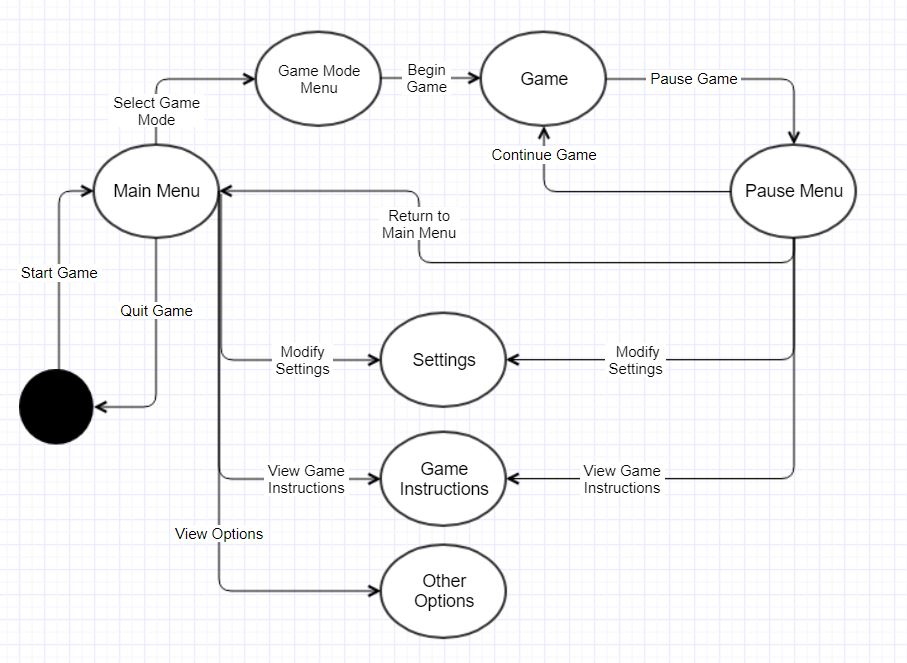 Game Mode
Menu
Begin
Game
Game
Pause Game
Select Game
Mode
Continue Game
Main Menu
Pause Menu
Return to
Main Menu
Start Game
Quit Game
Modify
Settings
Settings
Modify
Settings
View Game
Instructions
Game
Instructions
View Game
Instructions
View Options
Other
Options